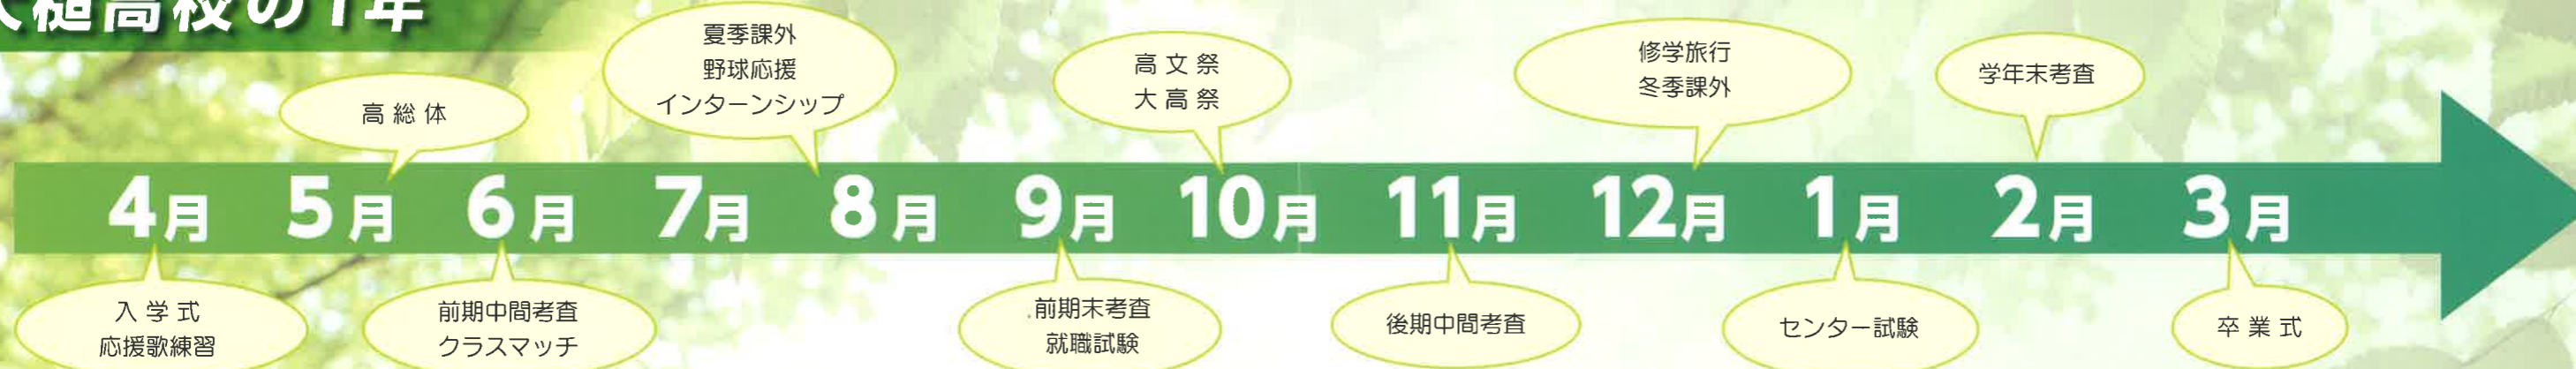 大槌高校の1年
夏季課外
野球応援
インターンシップ
高総体
高文祭
大高祭
修学旅行
冬季課外
学年末考査
4月 5月 6月 7月 8月 9月 10月 11月 12月 1月 2月 3月
入学式
応援歌練習
前期中間考査
クラスマッチ
前期末考査
就職試験
後期中間考査
センター試験
卒業式